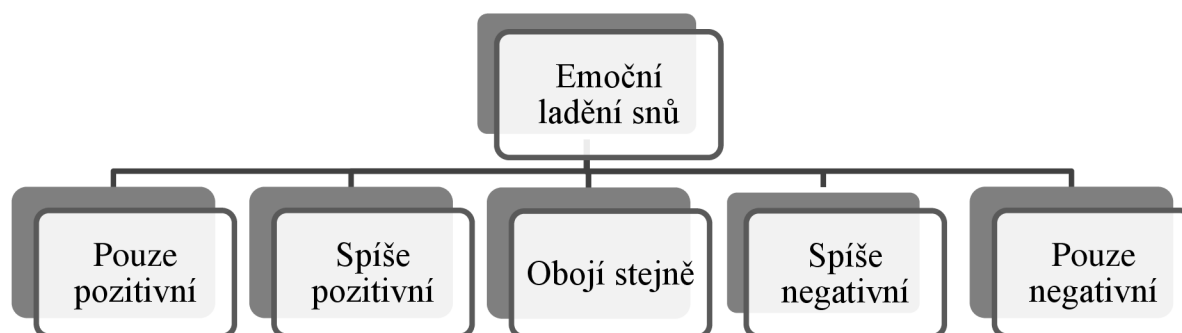 Emoční
ladění snů
Pouze
pozitivní
Spíše
pozitivní
Obojí stejně
Spíše
negativní
Pouze
negativní